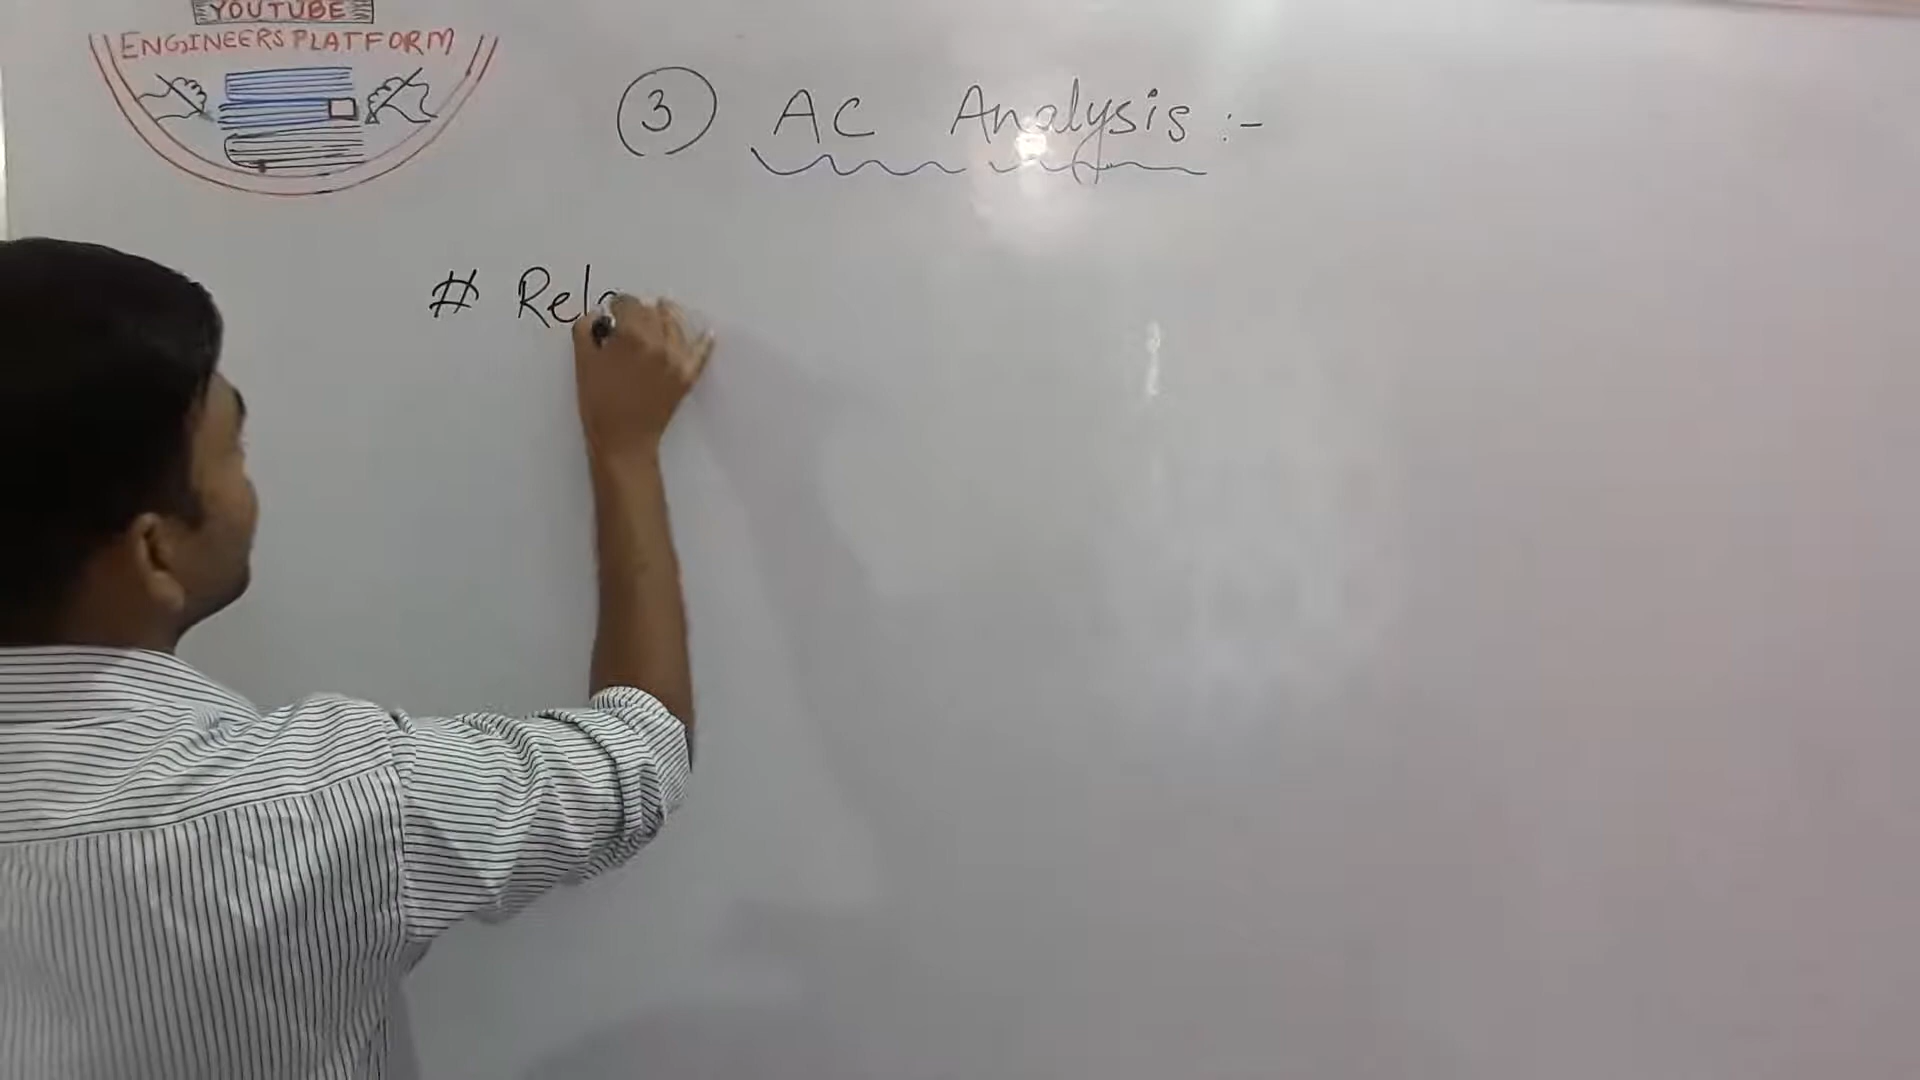 YOUTUBE
ENGINEERS PLATFORM
3 AC Analysis :-
# Rel